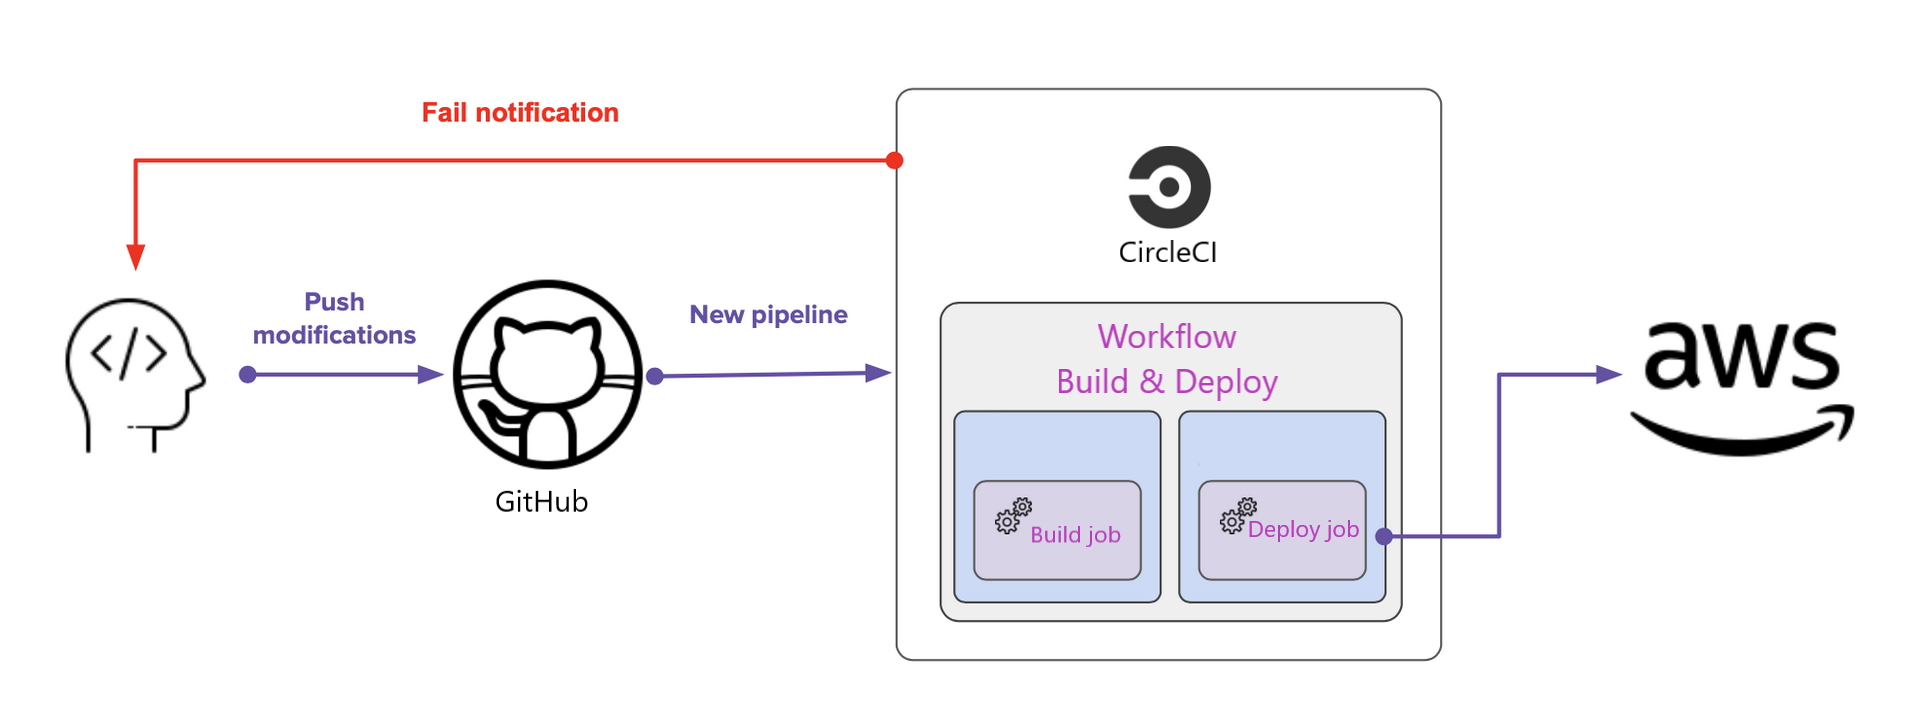 Fail notification
CircleCI
Push
modifications
New pipeline
Workflow
Build & Deploy
aws
GitHub
Build job
Deploy job